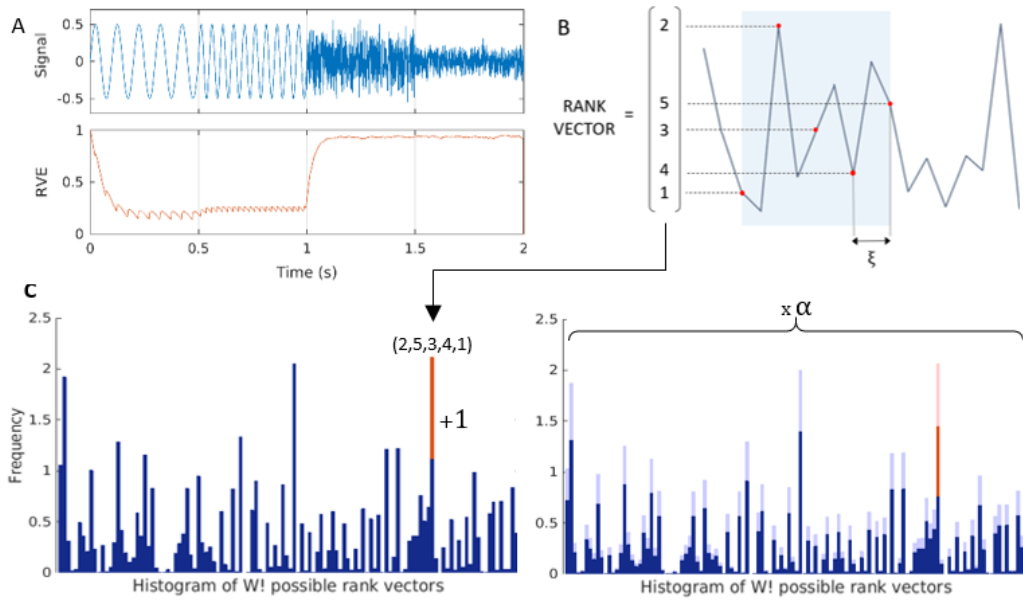 A
Signal
0.5
0
-0.5
RVE
1
0.5
0
0
0.5
1
1.5
2
Time (s)
B
RANK
VECTOR =
2
5
3
4
1
ξ
C
Frequency
2.5
2
1.5
1
0.5
0
(2,5,3,4,1)
+1
Histogram of W! possible rank vectors
x α
2.5
2
1.5
1
0.5
0
Histogram of W! possible rank vectors